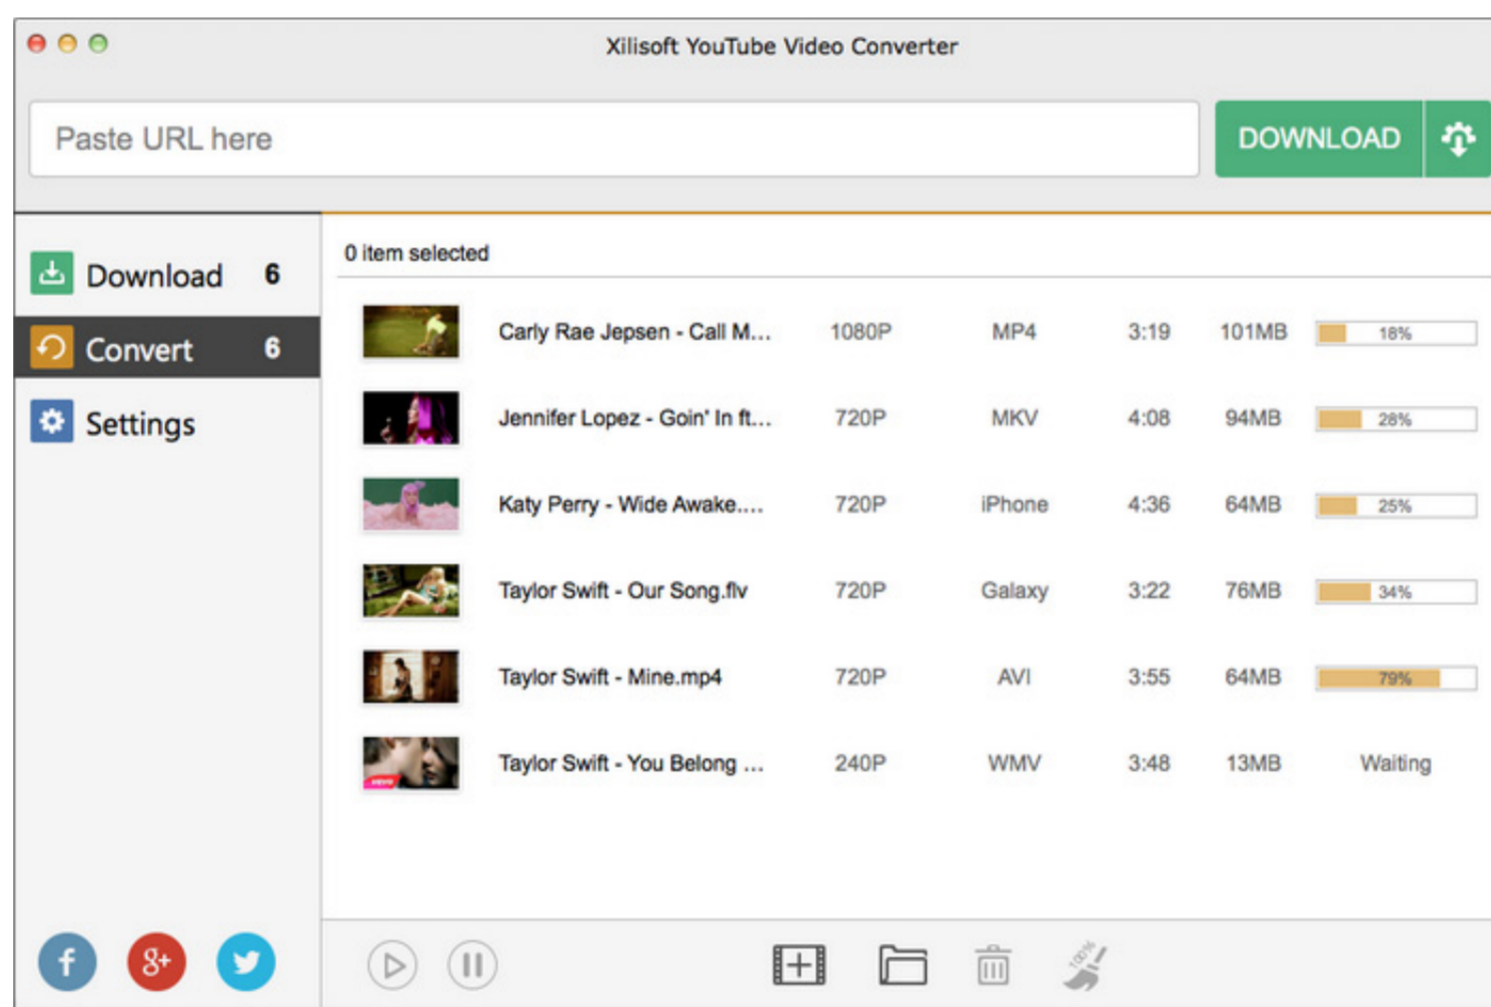 Xilisoft YouTube Video Converter
Paste URL here
DOWNLOAD
Download 6
Convert 6
Settings
0 item selected
Carly Rae Jepsen - Call M... 1080P MP4 3:19 101MB 18%
Jennifer Lopez - Goin' In ft... 720P MKV 4:08 94MB 28%
Katy Perry - Wide Awake.... 720P iPhone 4:36 64MB 25%
Taylor Swift - Our Song.flv 720P Galaxy 3:22 76MB 34%
Taylor Swift - Mine.mp4 720P AVI 3:55 64MB 79%
Taylor Swift - You Belong ... 240P WMV 3:48 13MB Waiting
vevo
f
8+
100%